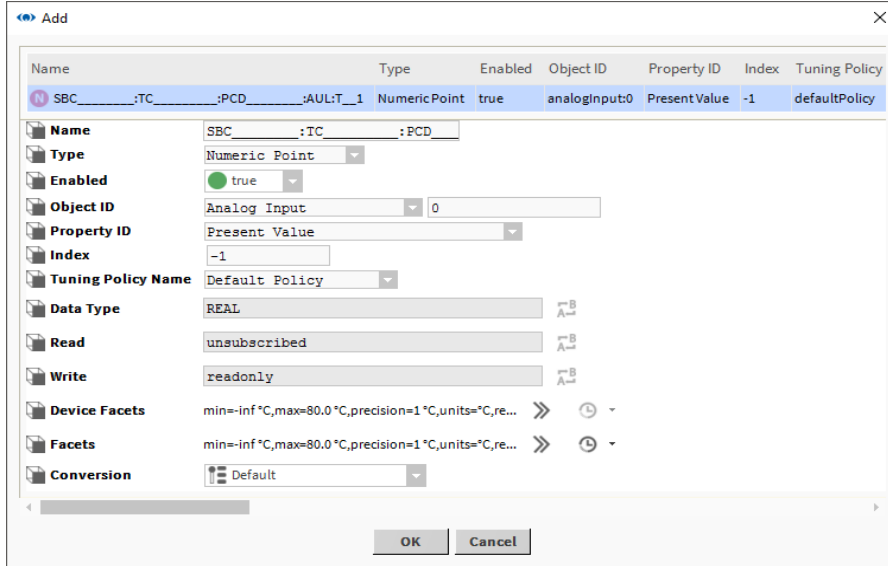 Add
Name Type Enabled Object ID Property ID Index Tuning Policy
N SBC________:TC_________:PCD________:AUL:T__1 Numeric Point true analogInput:0 Present Value -1 defaultPolicy
Name SBC________:TC_________:PCD___
Type Numeric Point
Enabled true
Object ID Analog Input 0
Property ID Present Value
Index -1
Tuning Policy Name Default Policy
Data Type REAL
Read unsubscribed
Write readonly
Device Facets min=-inf °C,max=80.0 °C,precision=1 °C,units=°C,re...
Facets min=-inf °C,max=80.0 °C,precision=1 °C,units=°C,re...
Conversion Default
OK Cancel